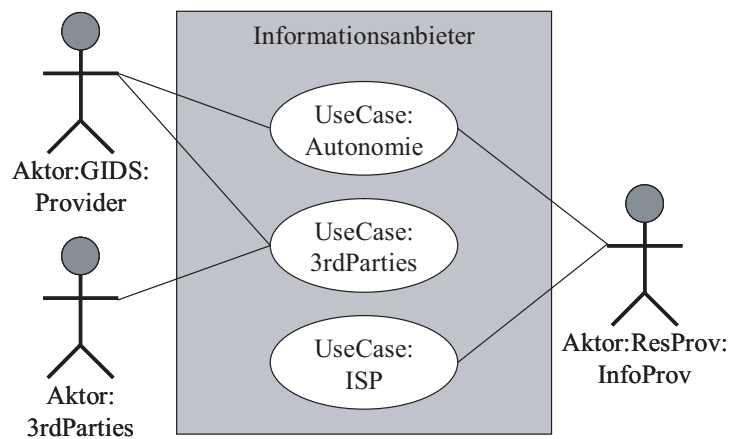 Informationsanbieter
UseCase:
Autonomie
Aktor:GIDS:
Provider
UseCase:
3rdParties
UseCase:
ISP
Aktor:ResProv:
InfoProv
Aktor:
3rdParties